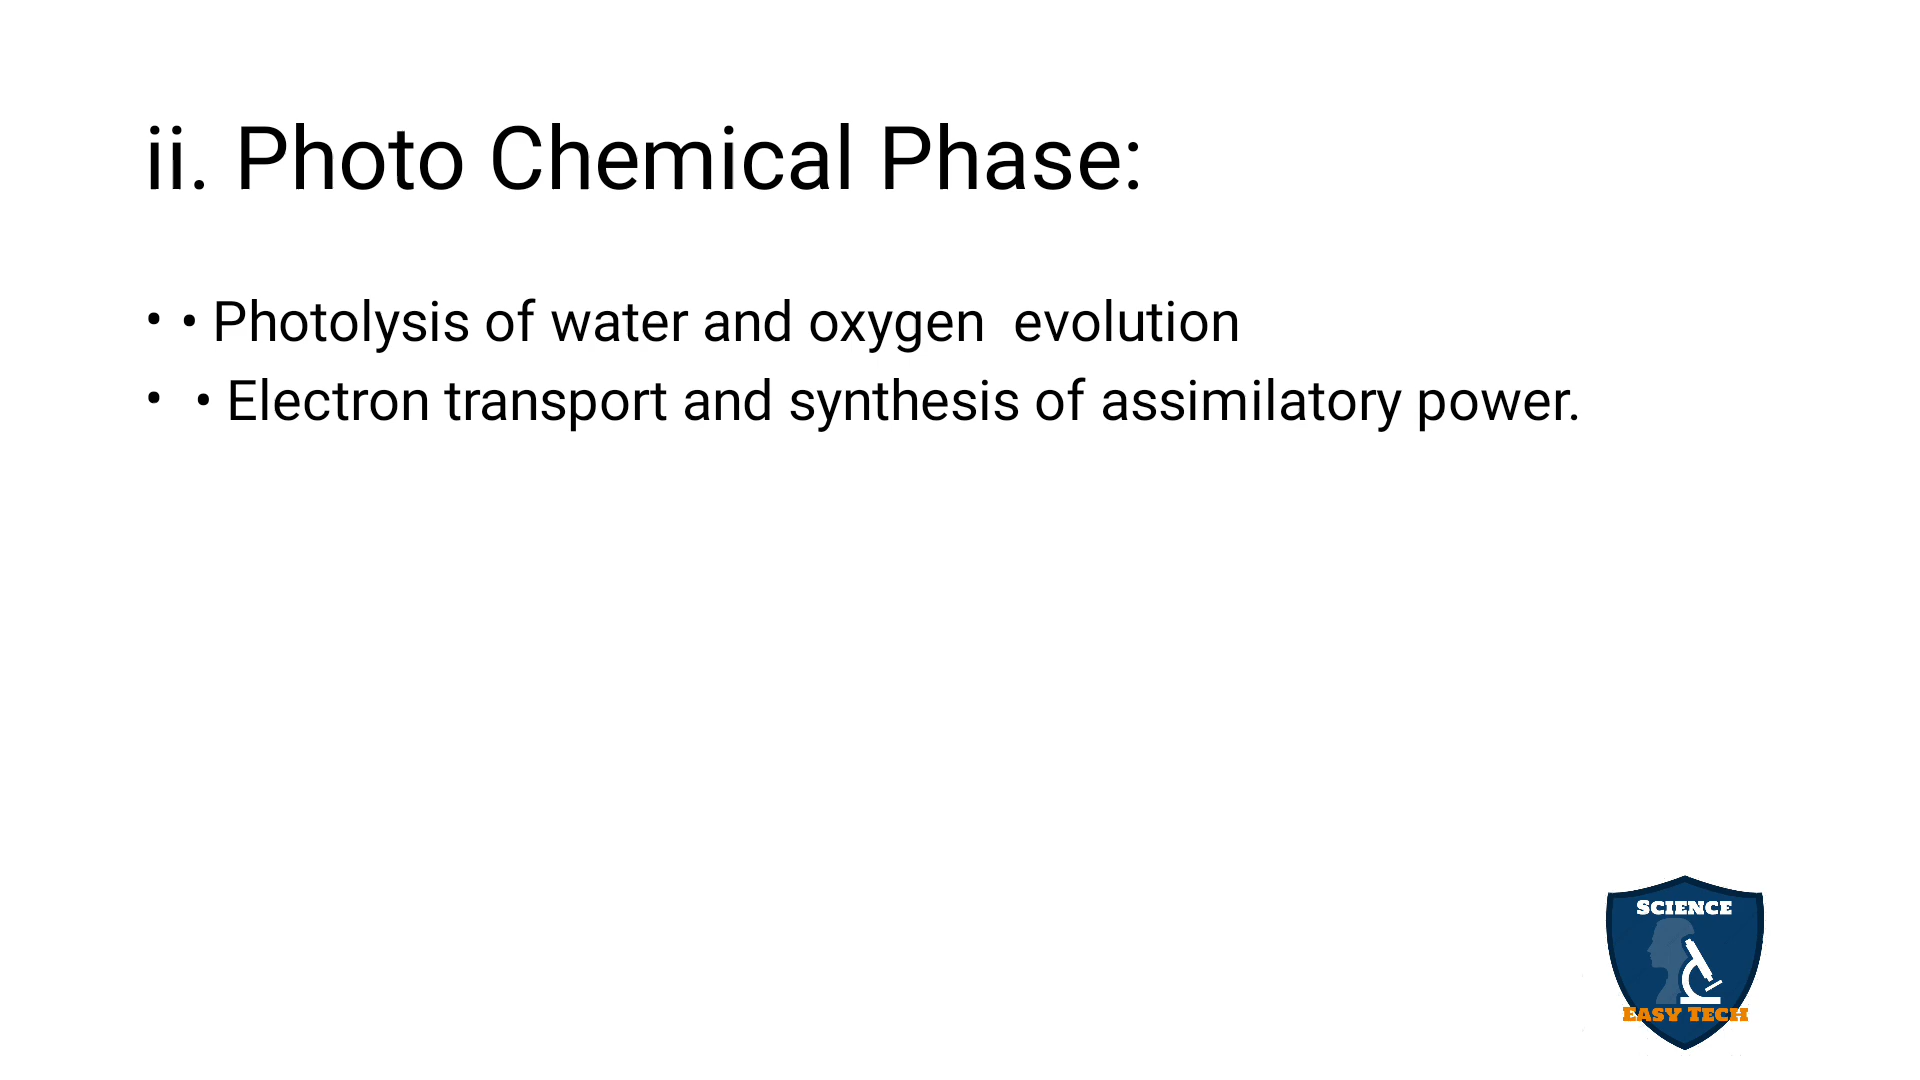 ii. Photo Chemical Phase:
• • Photolysis of water and oxygen  evolution
•  • Electron transport and synthesis of assimilatory power.
SCIENCE
EASY TECH